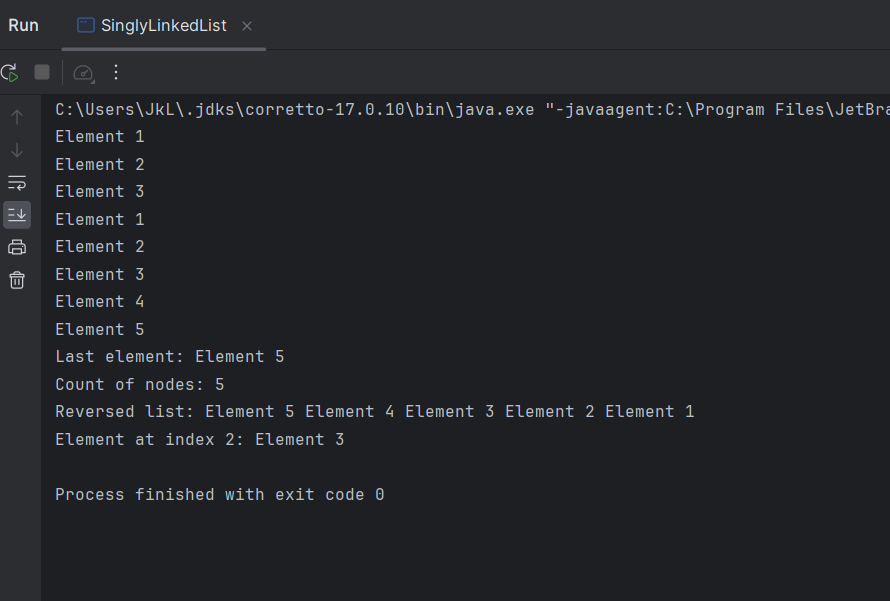 Run SinglyLinkedList
C:\Users\JkL\.jdks\corretto-17.0.10\bin\java.exe "-javaagent:C:\Program Files\JetBra
Element 1
Element 2
Element 3
Element 1
Element 2
Element 3
Element 4
Element 5
Last element: Element 5
Count of nodes: 5
Reversed list: Element 5 Element 4 Element 3 Element 2 Element 1
Element at index 2: Element 3
Process finished with exit code 0